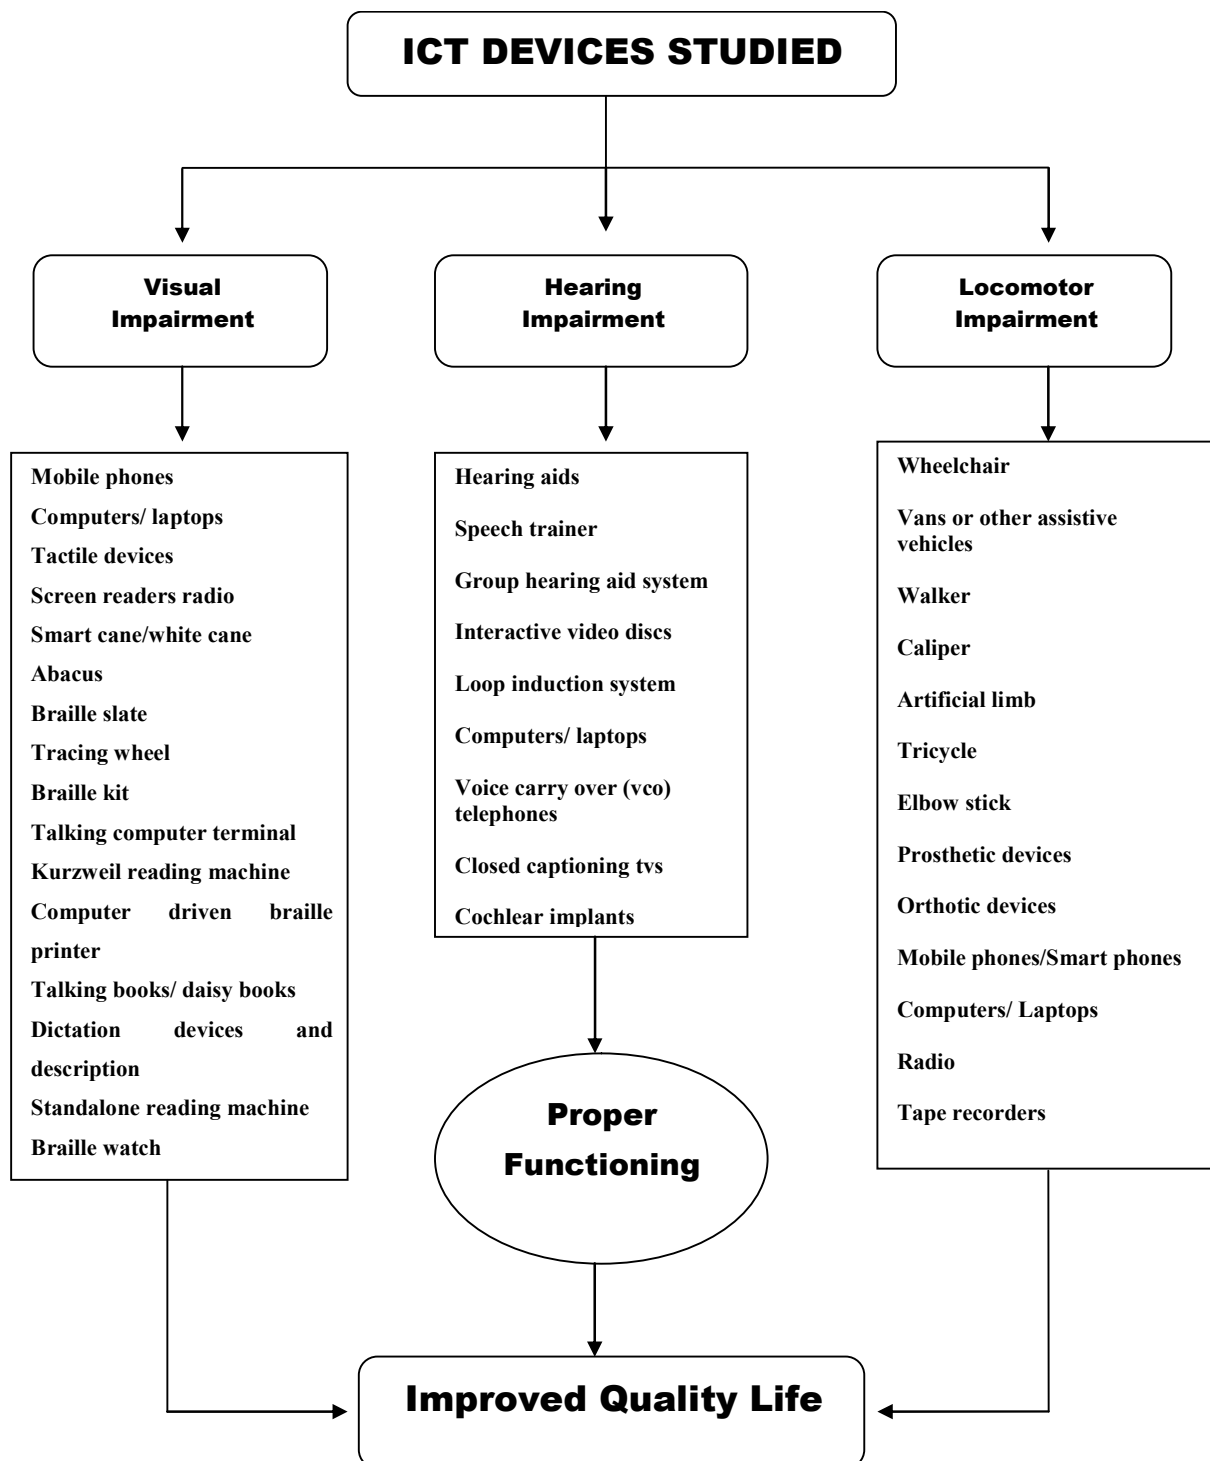 ICT DEVICES STUDIED
Visual
Impairment
Hearing
Impairment
Locomotor
Impairment
Mobile phones
Computers/ laptops
Tactile devices
Screen readers radio
Smart cane/white cane
Abacus
Braille slate
Tracing wheel
Braille kit
Talking computer terminal
Kurzweil reading machine
Computer driven braille
printer
Talking books/ daisy books
Dictation devices and
description
Standalone reading machine
Braille watch
Hearing aids
Speech trainer
Group hearing aid system
Interactive video discs
Loop induction system
Computers/ laptops
Voice carry over (vco)
telephones
Closed captioning tvs
Cochlear implants
Wheelchair
Vans or other assistive
vehicles
Walker
Caliper
Artificial limb
Tricycle
Elbow stick
Prosthetic devices
Orthotic devices
Mobile phones/Smart phones
Computers/ Laptops
Radio
Tape recorders
Proper
Functioning
Improved Quality Life